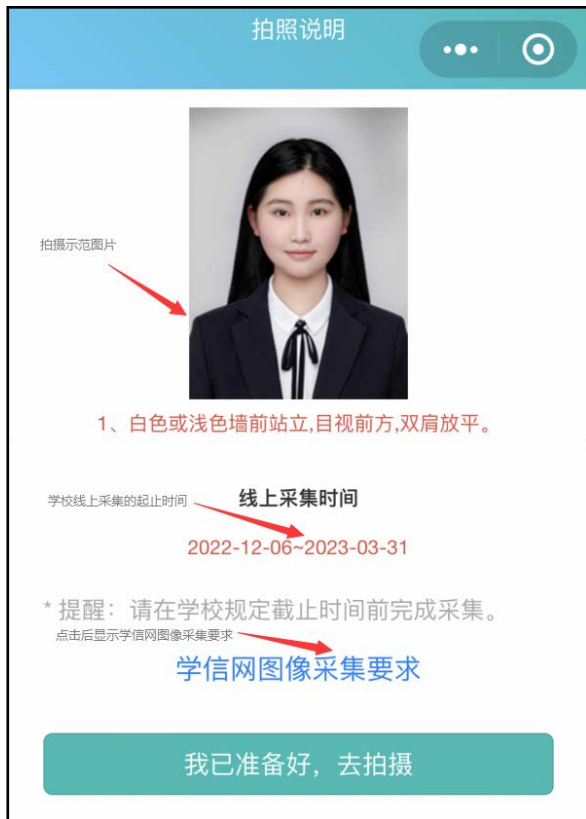 拍照说明
拍摄示范图片
1、白色或浅色墙前站立,目视前方,双肩放平。
学校线上采集的起止时间
线上采集时间
2022-12-06~2023-03-31
* 提醒：请在学校规定截止时间前完成采集。
点击后显示学信网图像采集要求
学信网图像采集要求
我已准备好，去拍摄